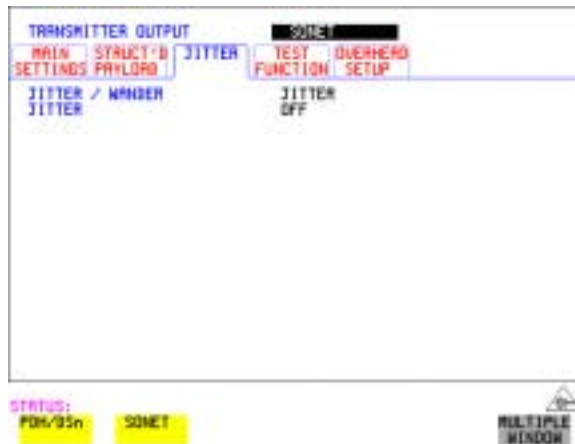 TRANSMITTER OUTPUT SONET
MAIN SETTINGS STRUCT'D PAYLOAD JITTER TEST FUNCTION OVERHEAD SETUP
JITTER / WANDER JITTER
JITTER OFF
STATUS:
PDH/DSn SONET MULTIPLE WINDOW